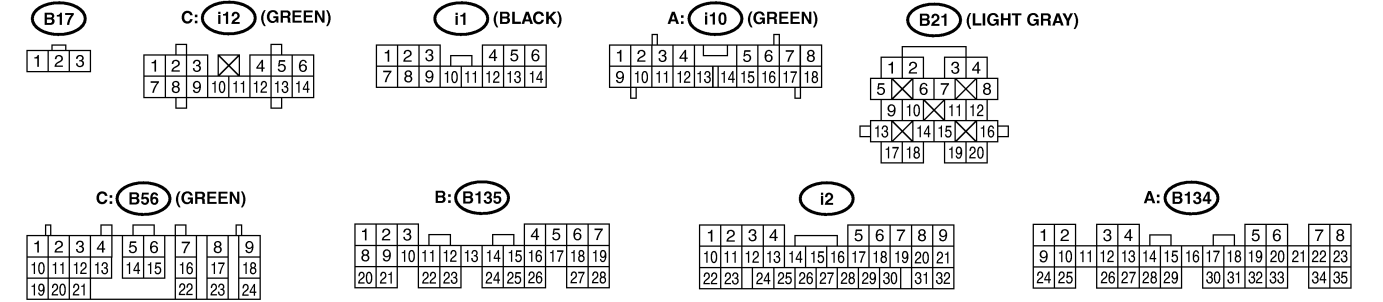 B17
1 2 3
C: i12 (GREEN)
1 2 3 4 5 6
7 8 9 10 11 12 13 14
i1 (BLACK)
1 2 3 4 5 6
7 8 9 10 11 12 13 14
A: i10 (GREEN)
1 2 3 4 5 6 7 8
9 10 11 12 13 14 15 16 17 18
B21 (LIGHT GRAY)
1 2 3 4
5 6 7 8
9 10 11 12
13 14 15 16
17 18 19 20
C: B56 (GREEN)
1 2 3 4 5 6 7 8 9
10 11 12 13 14 15 16 17 18
19 20 21 22 23 24
B: B135
1 2 3 4 5 6 7
8 9 10 11 12 13 14 15 16 17 18 19
20 21 22 23 24 25 26 27 28
i2
1 2 3 4 5 6 7 8 9
10 11 12 13 14 15 16 17 18 19 20 21
22 23 24 25 26 27 28 29 30 31 32
A: B134
1 2 3 4 5 6 7 8
9 10 11 12 13 14 15 16 17 18 19 20 21 22 23
24 25 26 27 28 29 30 31 32 33 34 35